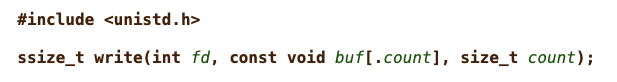 #include <unistd.h>
ssize_t write(int fd, const void buf[.count], size_t count);